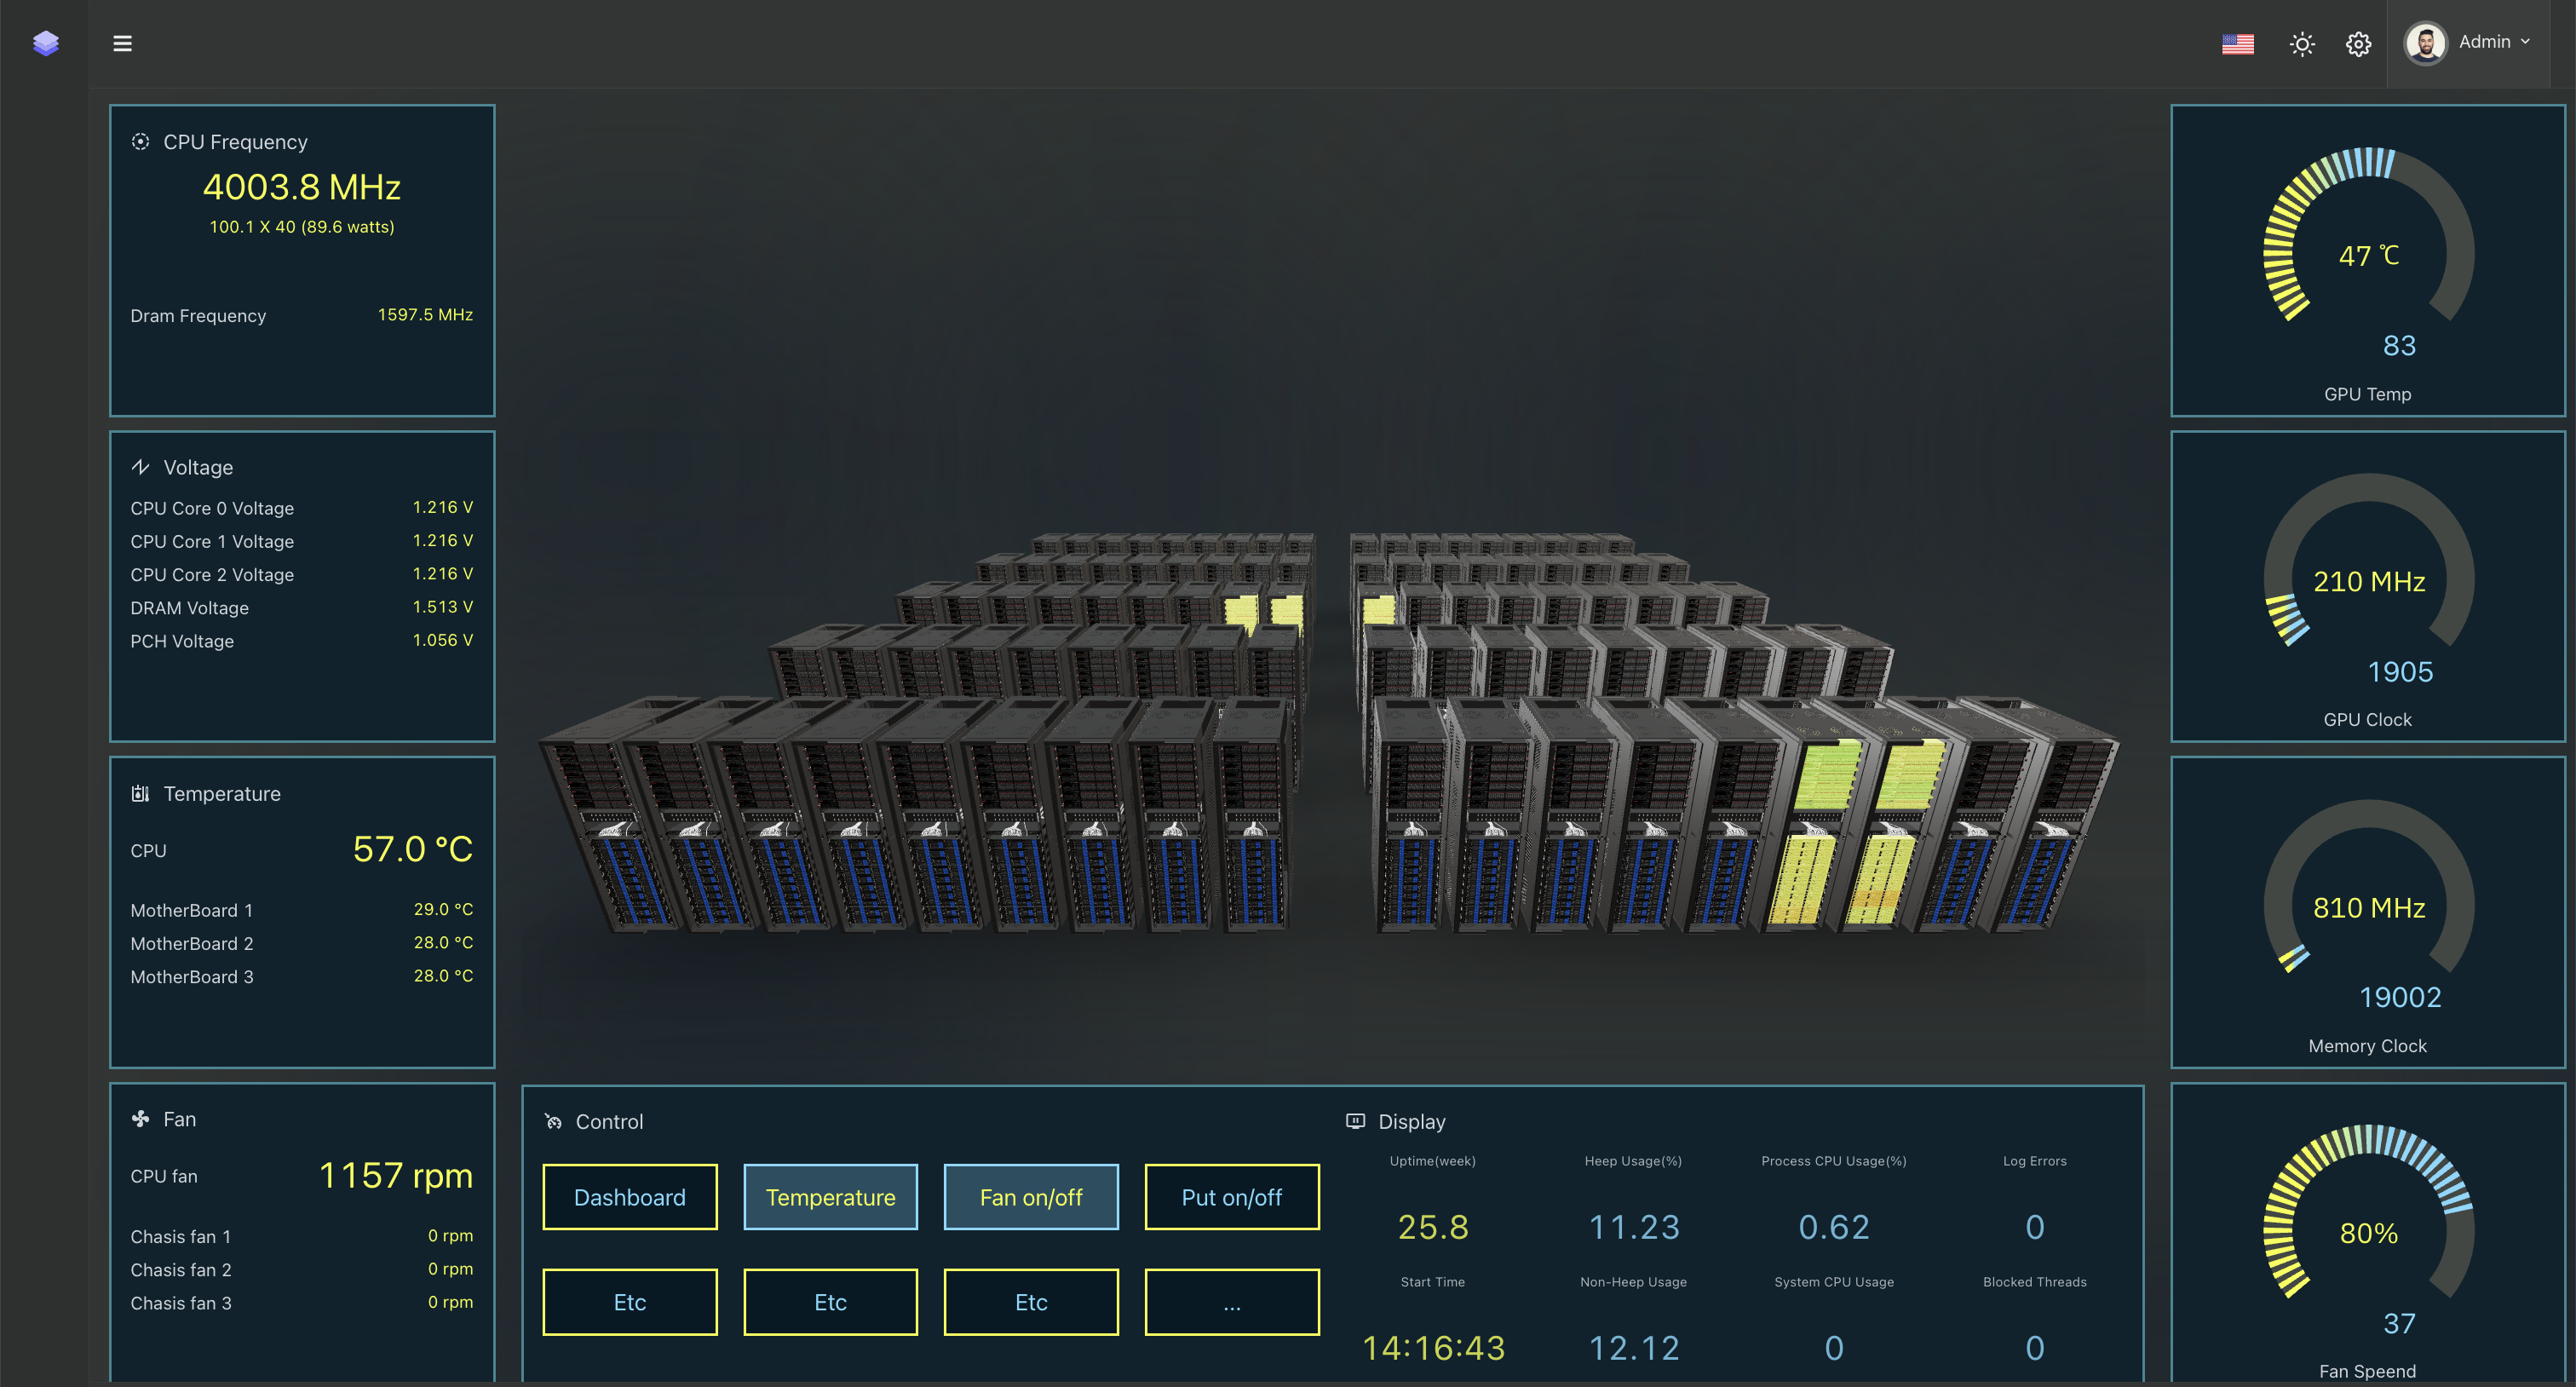 Admin
CPU Frequency
4003.8 MHz
100.1 X 40 (89.6 watts)
Dram Frequency 1597.5 MHz
Voltage
CPU Core 0 Voltage 1.216 V
CPU Core 1 Voltage 1.216 V
CPU Core 2 Voltage 1.216 V
DRAM Voltage 1.513 V
PCH Voltage 1.056 V
Temperature
CPU 57.0 °C
MotherBoard 1 29.0 °C
MotherBoard 2 28.0 °C
MotherBoard 3 28.0 °C
Fan
CPU fan 1157 rpm
Chasis fan 1 0 rpm
Chasis fan 2 0 rpm
Chasis fan 3 0 rpm
Control
Dashboard Temperature Fan on/off Put on/off
Etc Etc Etc ...
Display
Uptime(week) Heep Usage(%) Process CPU Usage(%) Log Errors
25.8 11.23 0.62 0
Start Time Non-Heep Usage System CPU Usage Blocked Threads
14:16:43 12.12 0 0
47 ℃
83
GPU Temp
210 MHz
1905
GPU Clock
810 MHz
19002
Memory Clock
80%
37
Fan Speend